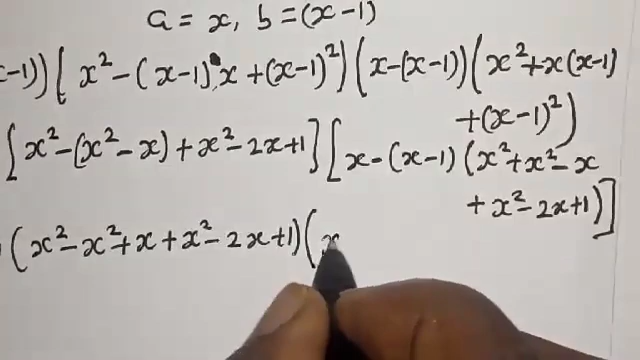 a = x, b = (x-1)
x-1))(x² - (x-1)x + (x-1)²)(x-(x-1))(x² + x(x-1)
+ (x-1)²)
[x² - (x² - x) + x² - 2x + 1][x - (x-1)(x² + x² - x
+ x² - 2x + 1)]
(x² - x² + x + x² - 2x + 1)(x